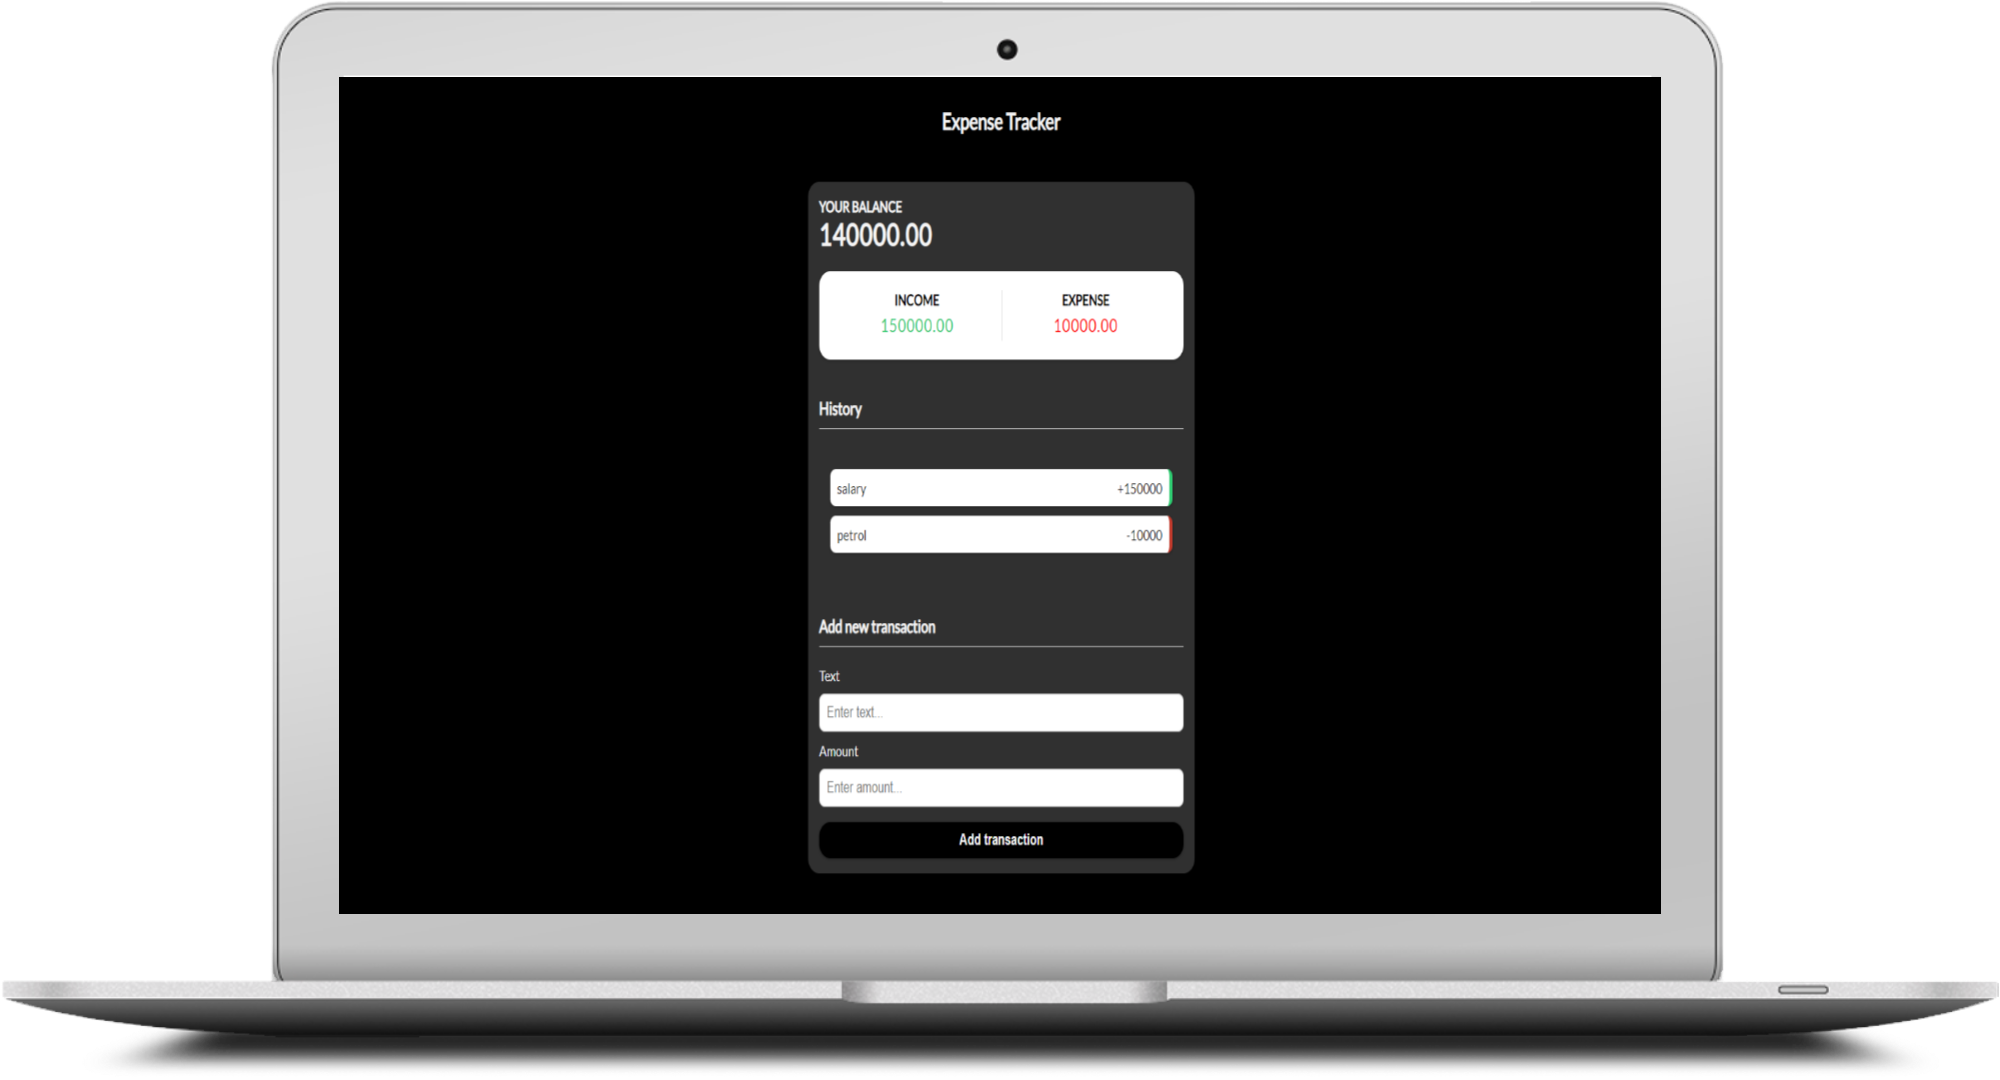 Expense Tracker
YOUR BALANCE
140000.00
INCOME EXPENSE
150000.00 10000.00
History
salary +150000
petrol -10000
Add new transaction
Text
Enter text...
Amount
Enter amount...
Add transaction